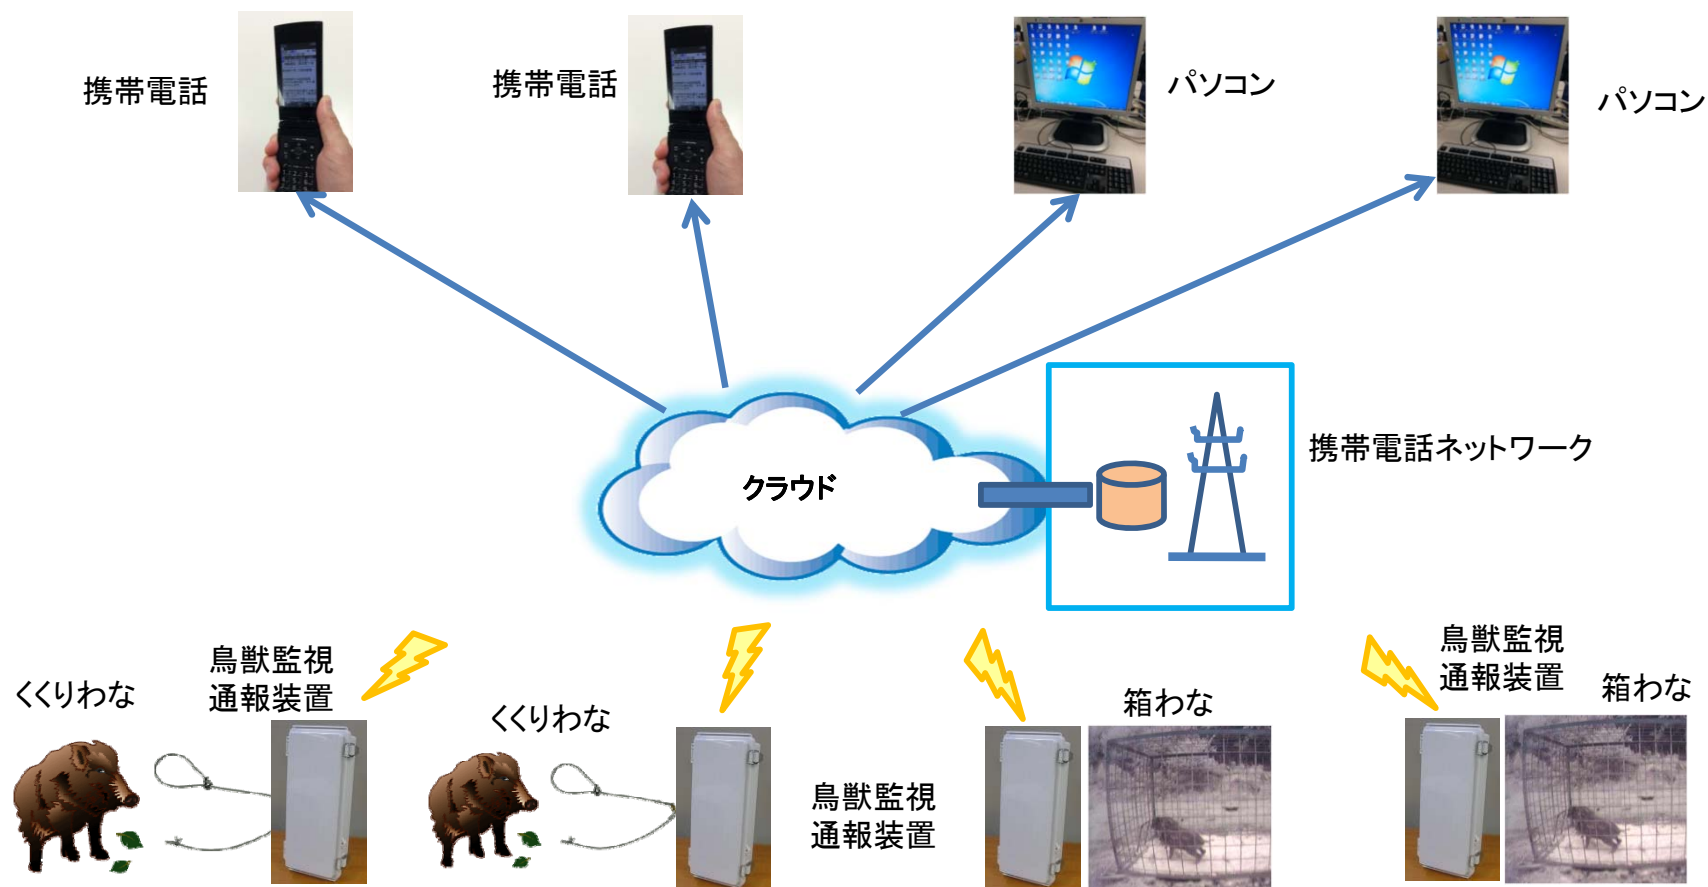 携帯電話
携帯電話
パソコン
パソコン
クラウド
携帯電話ネットワーク
くくりわな
鳥獣監視
通報装置
くくりわな
鳥獣監視
通報装置
箱わな
鳥獣監視
通報装置
箱わな